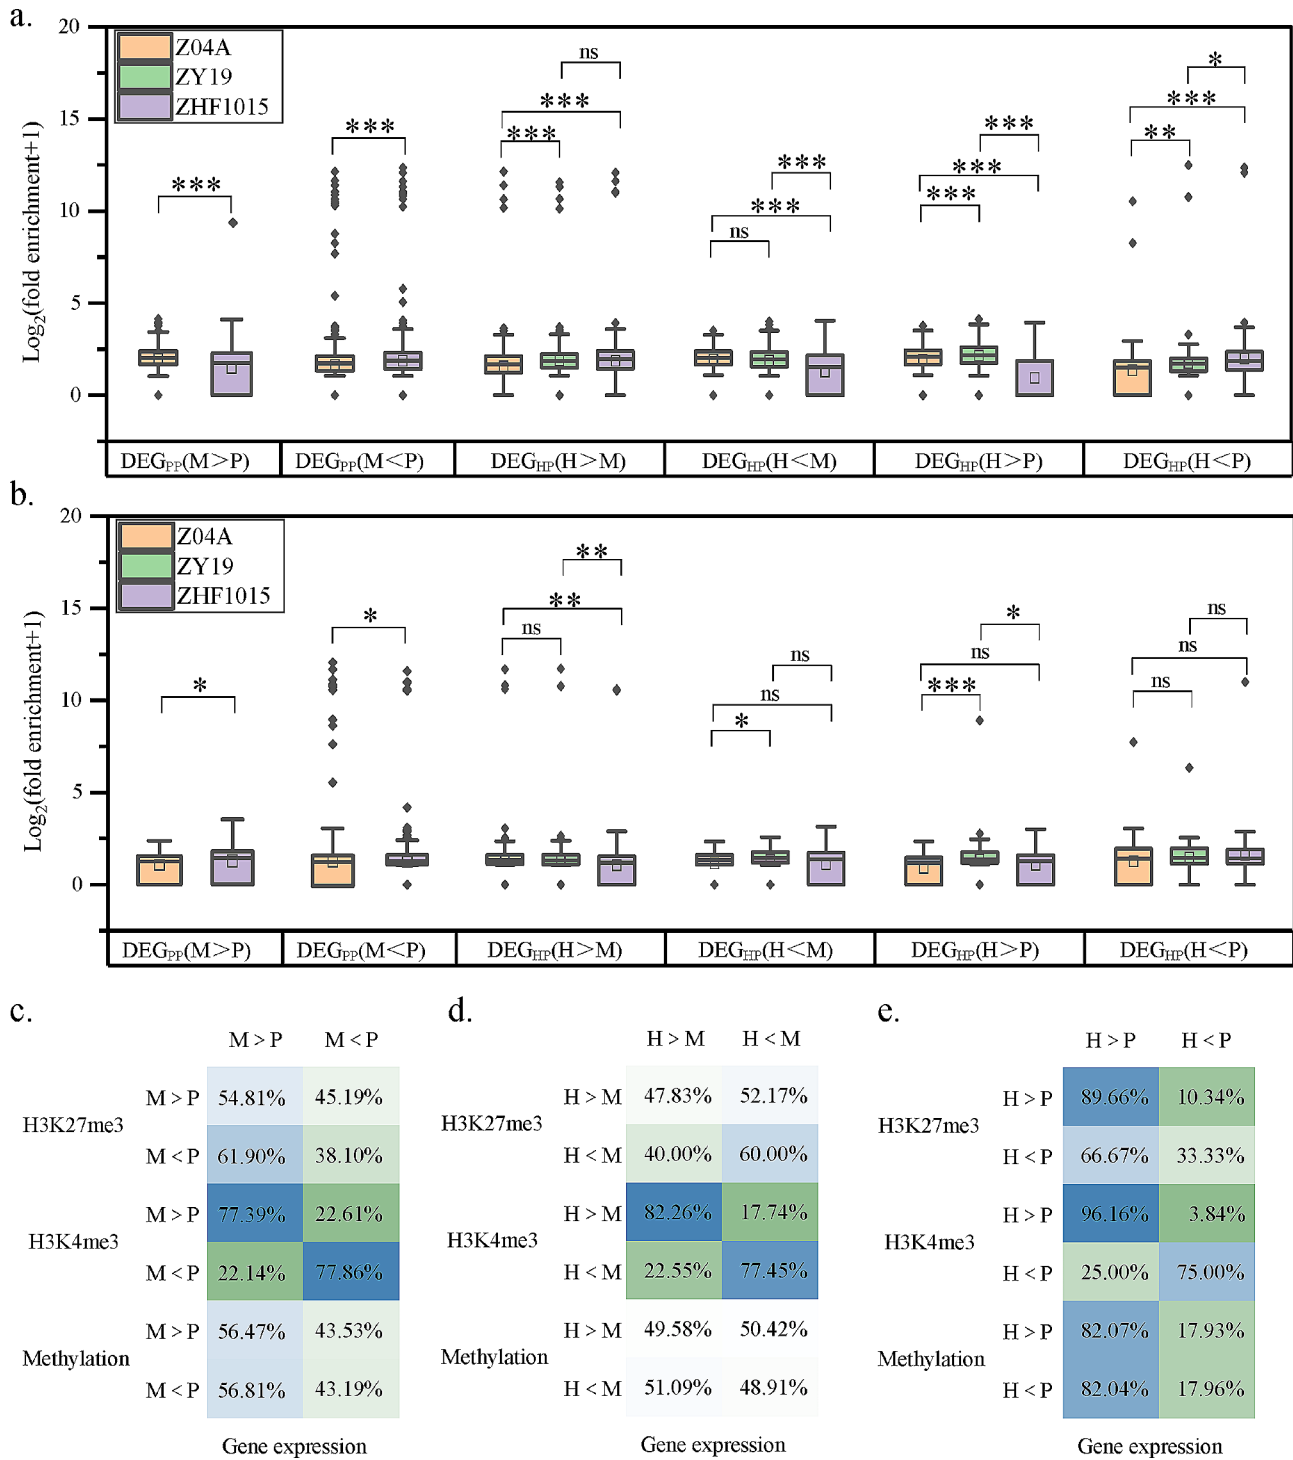 a.
20
15
10
5
0
Log2(fold enrichment+1)
Z04A
ZY19
ZHF1015
***
***
***
***
ns
ns
***
***
***
***
***
**
***
*
DEGPP(M>P) DEGPP(M<P) DEGHP(H>M) DEGHP(H<M) DEGHP(H>P) DEGHP(H<P)
b.
20
15
10
5
0
Log2(fold enrichment+1)
Z04A
ZY19
ZHF1015
*
*
ns
**
**
*
ns
ns
***
ns
*
ns
ns
ns
DEGPP(M>P) DEGPP(M<P) DEGHP(H>M) DEGHP(H<M) DEGHP(H>P) DEGHP(H<P)
c.
M > P M < P
H3K27me3
M > P 54.81% 45.19%
M < P 61.90% 38.10%
H3K4me3
M > P 77.39% 22.61%
M < P 22.14% 77.86%
Methylation
M > P 56.47% 43.53%
M < P 56.81% 43.19%
Gene expression
d.
H > M H < M
H3K27me3
H > M 47.83% 52.17%
H < M 40.00% 60.00%
H3K4me3
H > M 82.26% 17.74%
H < M 22.55% 77.45%
Methylation
H > M 49.58% 50.42%
H < M 51.09% 48.91%
Gene expression
e.
H > P H < P
H3K27me3
H > P 89.66% 10.34%
H < P 66.67% 33.33%
H3K4me3
H > P 96.16% 3.84%
H < P 25.00% 75.00%
Methylation
H > P 82.07% 17.93%
H < P 82.04% 17.96%
Gene expression